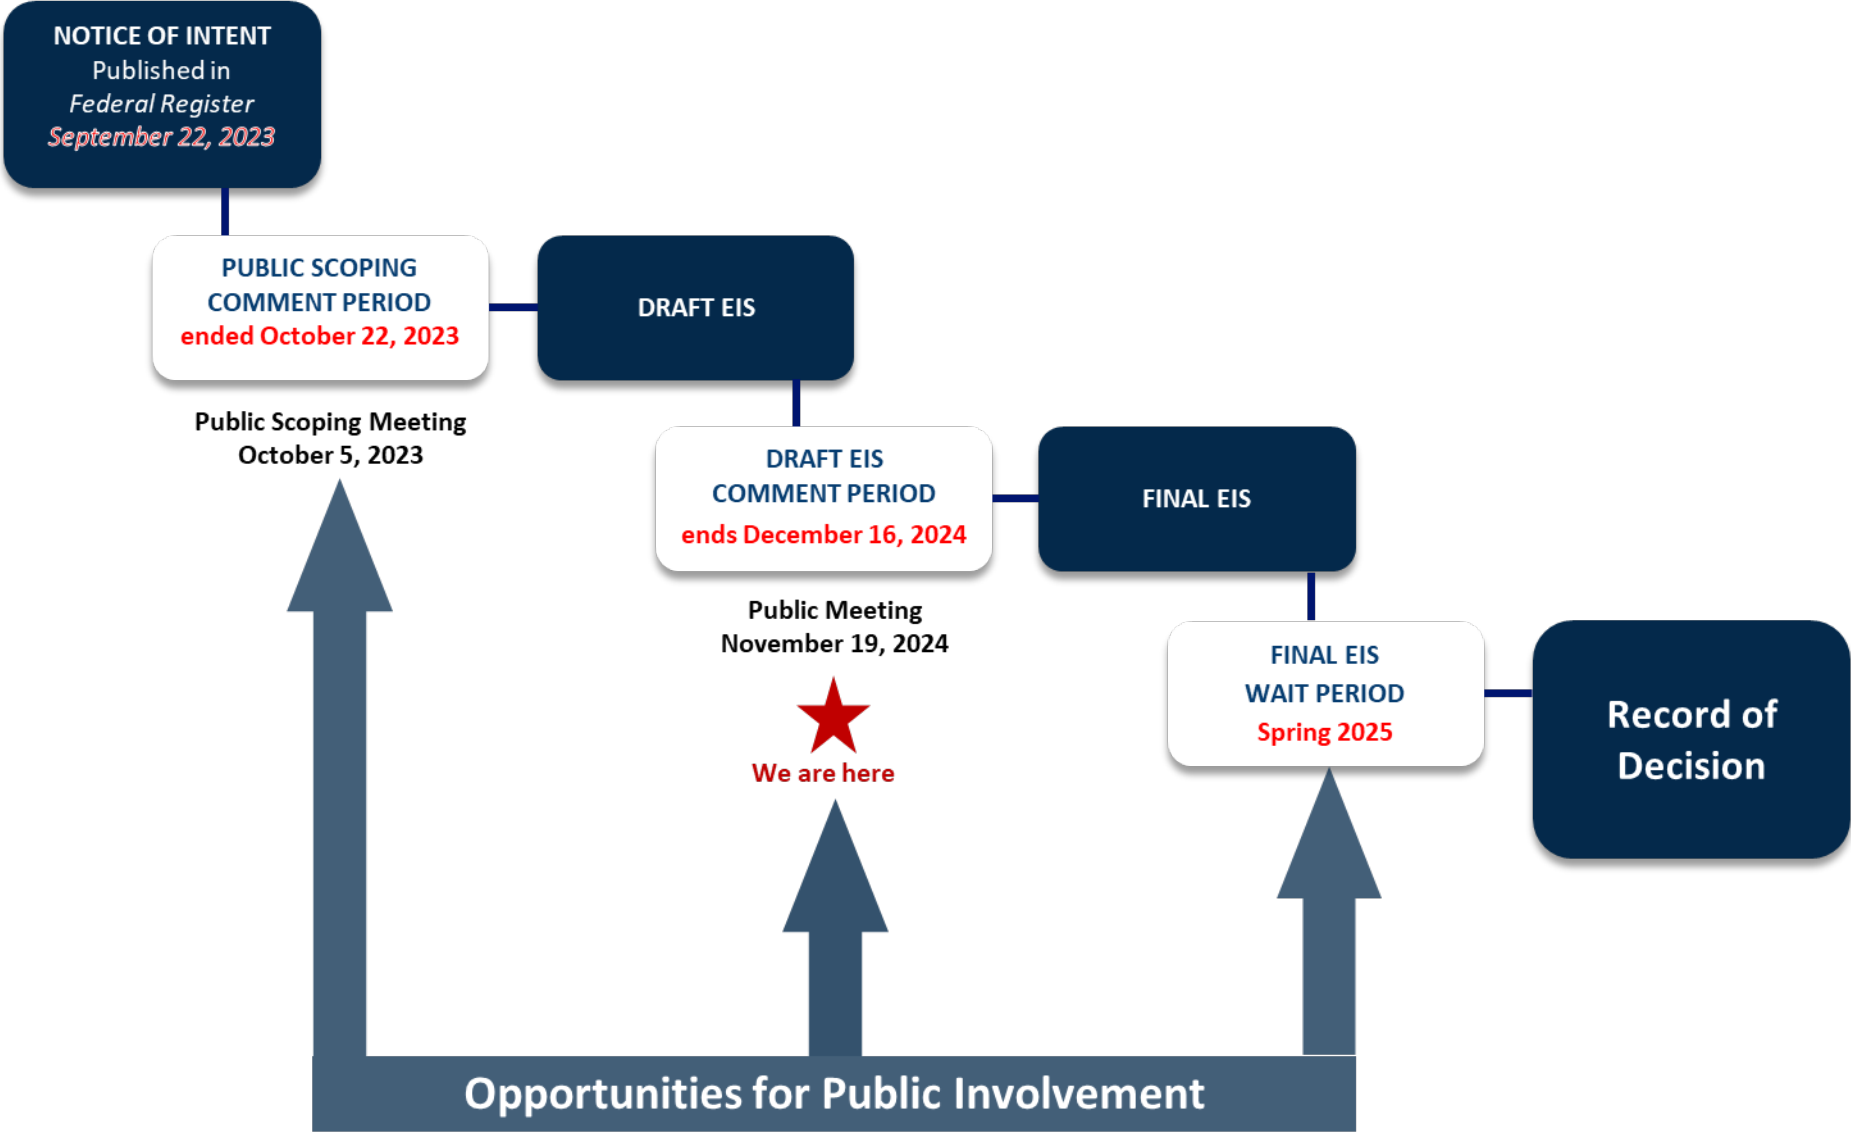 NOTICE OF INTENT
Published in
Federal Register
September 22, 2023
PUBLIC SCOPING
COMMENT PERIOD
ended October 22, 2023
Public Scoping Meeting
October 5, 2023
DRAFT EIS
DRAFT EIS
COMMENT PERIOD
ends December 16, 2024
Public Meeting
November 19, 2024
We are here
FINAL EIS
FINAL EIS
WAIT PERIOD
Spring 2025
Record of
Decision
Opportunities for Public Involvement